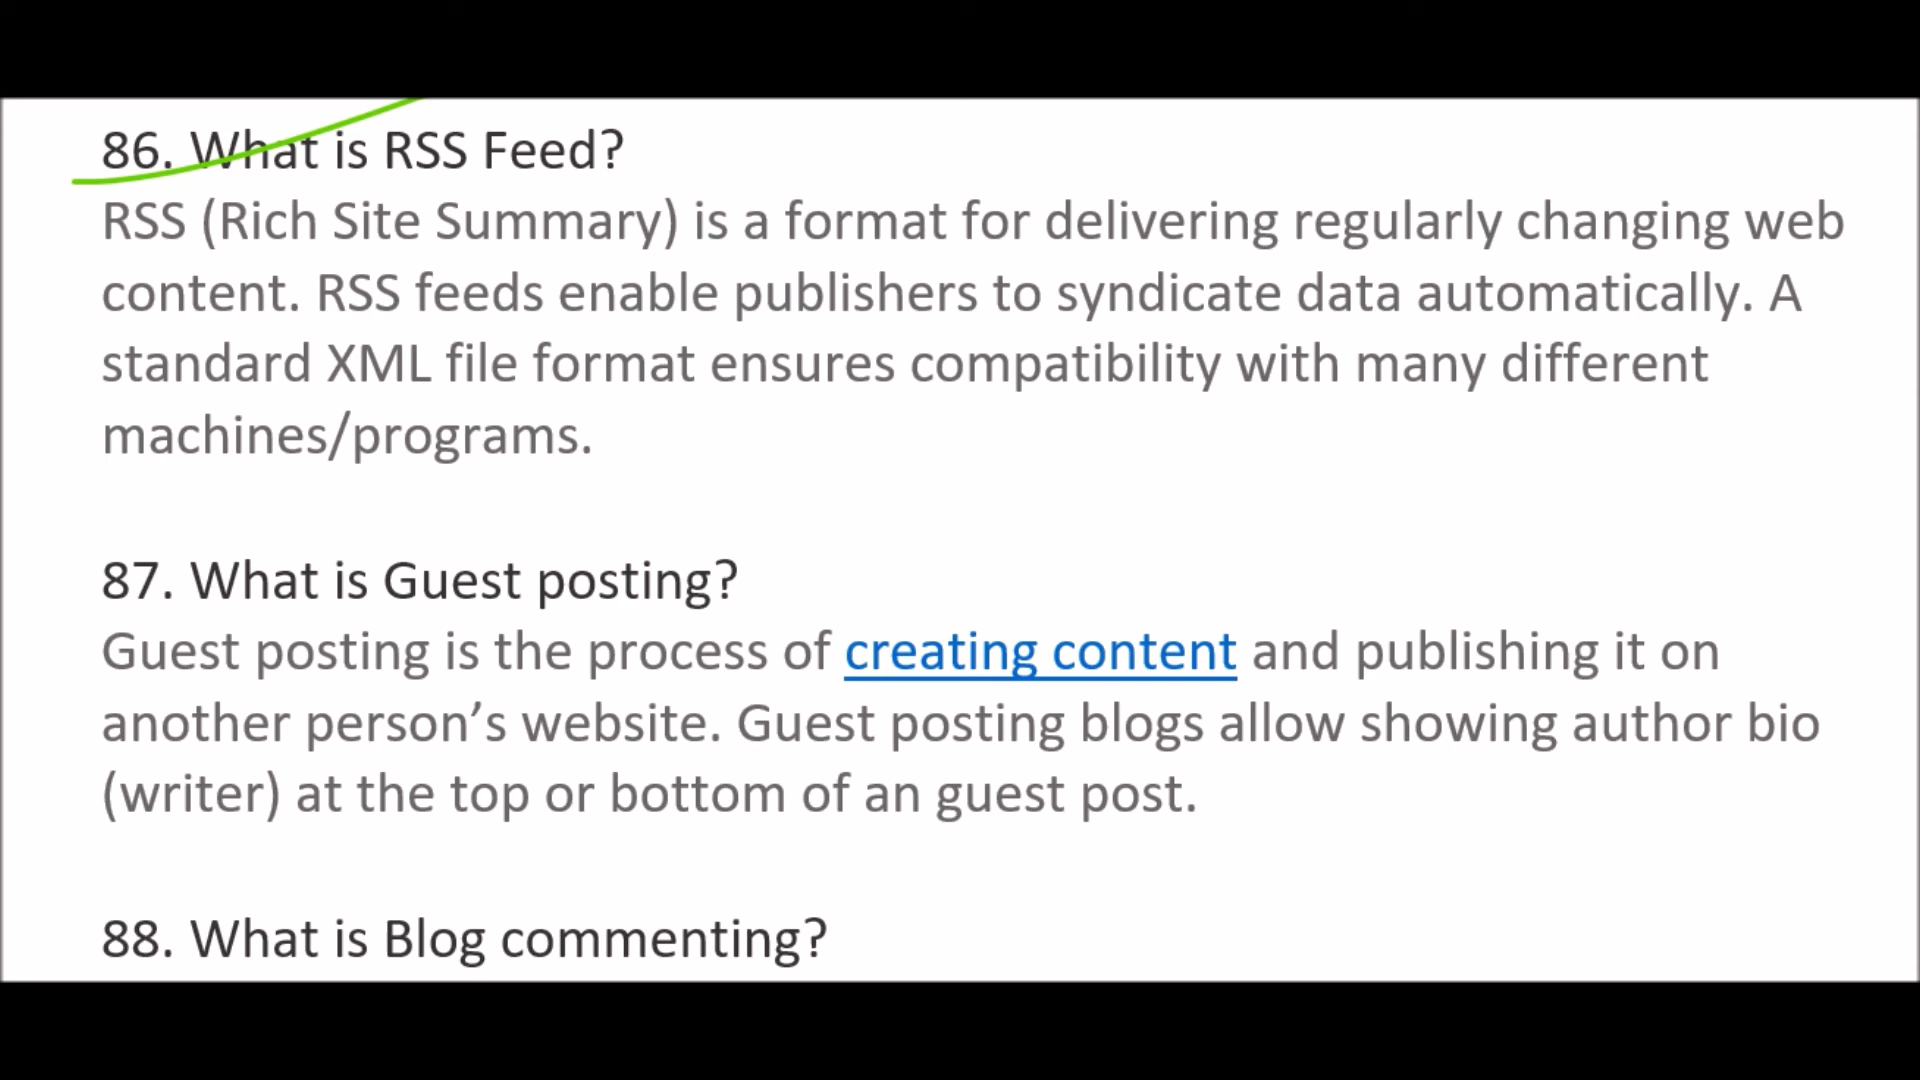 86. What is RSS Feed?
RSS (Rich Site Summary) is a format for delivering regularly changing web
content. RSS feeds enable publishers to syndicate data automatically. A
standard XML file format ensures compatibility with many different
machines/programs.
87. What is Guest posting?
Guest posting is the process of creating content and publishing it on
another person’s website. Guest posting blogs allow showing author bio
(writer) at the top or bottom of an guest post.
88. What is Blog commenting?